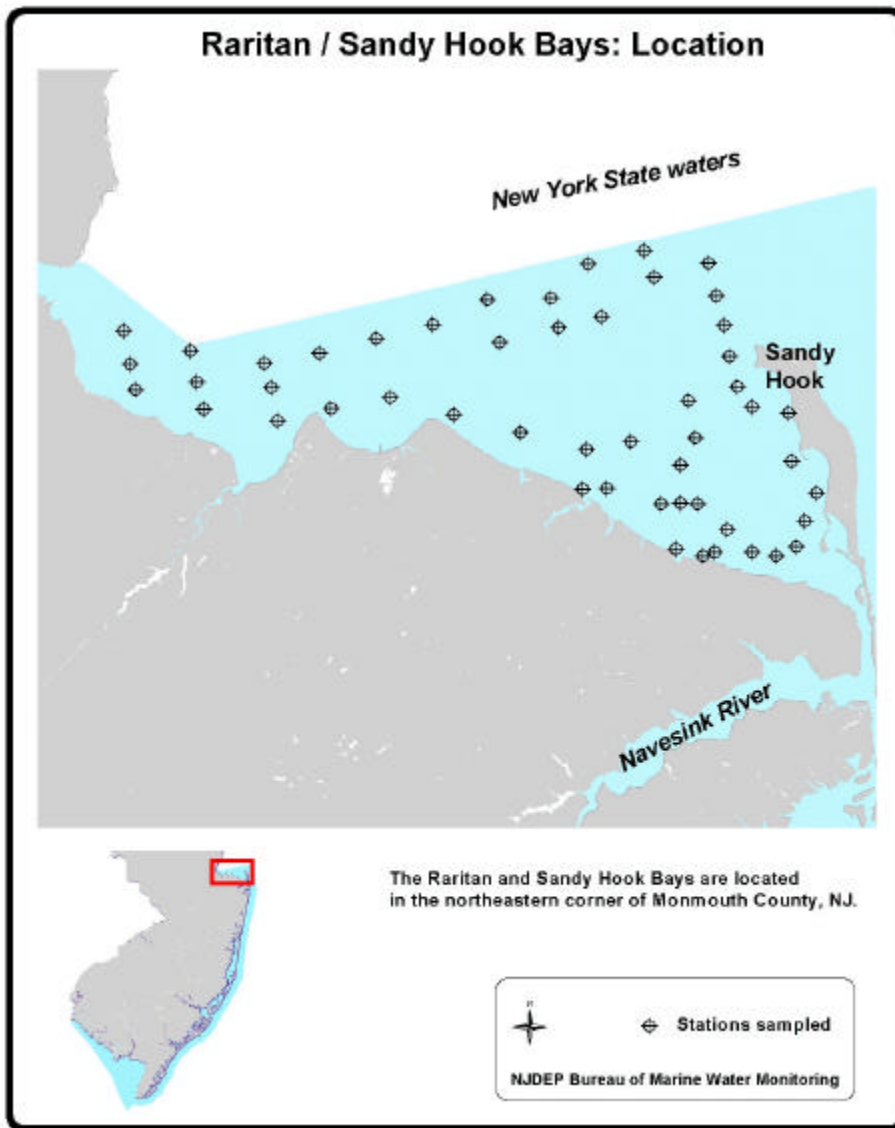 Raritan / Sandy Hook Bays: Location
New York State waters
Sandy
Hook
Navesink River
The Raritan and Sandy Hook Bays are located
in the northeastern corner of Monmouth County, NJ.
N
Stations sampled
NJDEP Bureau of Marine Water Monitoring